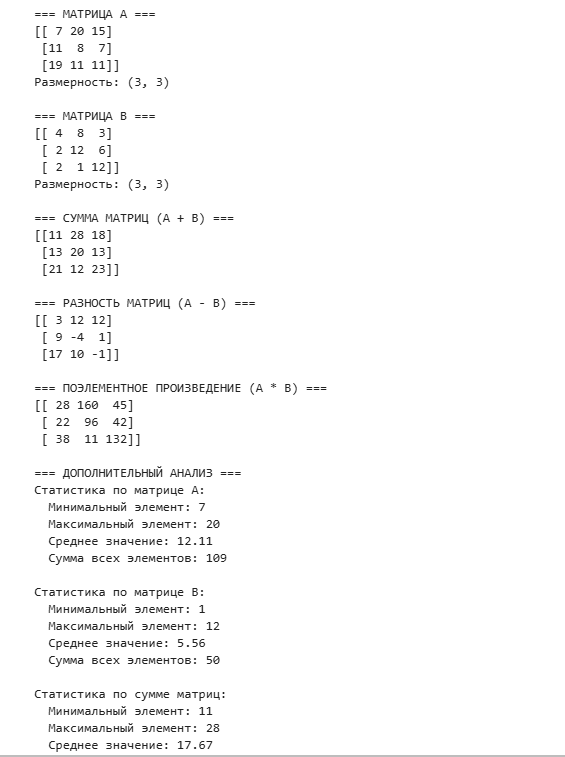 === МАТРИЦА A ===
[[ 7 20 15]
 [11  8  7]
 [19 11 11]]
Размерность: (3, 3)

=== МАТРИЦА B ===
[[ 4  8  3]
 [ 2 12  6]
 [ 2  1 12]]
Размерность: (3, 3)

=== СУММА МАТРИЦ (A + B) ===
[[11 28 18]
 [13 20 13]
 [21 12 23]]

=== РАЗНОСТЬ МАТРИЦ (A - B) ===
[[ 3 12 12]
 [ 9 -4  1]
 [17 10 -1]]

=== ПОЭЛЕМЕНТНОЕ ПРОИЗВЕДЕНИЕ (A * B) ===
[[ 28 160  45]
 [ 22  96  42]
 [ 38  11 132]]

=== ДОПОЛНИТЕЛЬНЫЙ АНАЛИЗ ===
Статистика по матрице A:
  Минимальный элемент: 7
  Максимальный элемент: 20
  Среднее значение: 12.11
  Сумма всех элементов: 109

Статистика по матрице B:
  Минимальный элемент: 1
  Максимальный элемент: 12
  Среднее значение: 5.56
  Сумма всех элементов: 50

Статистика по сумме матриц:
  Минимальный элемент: 11
  Максимальный элемент: 28
  Среднее значение: 17.67